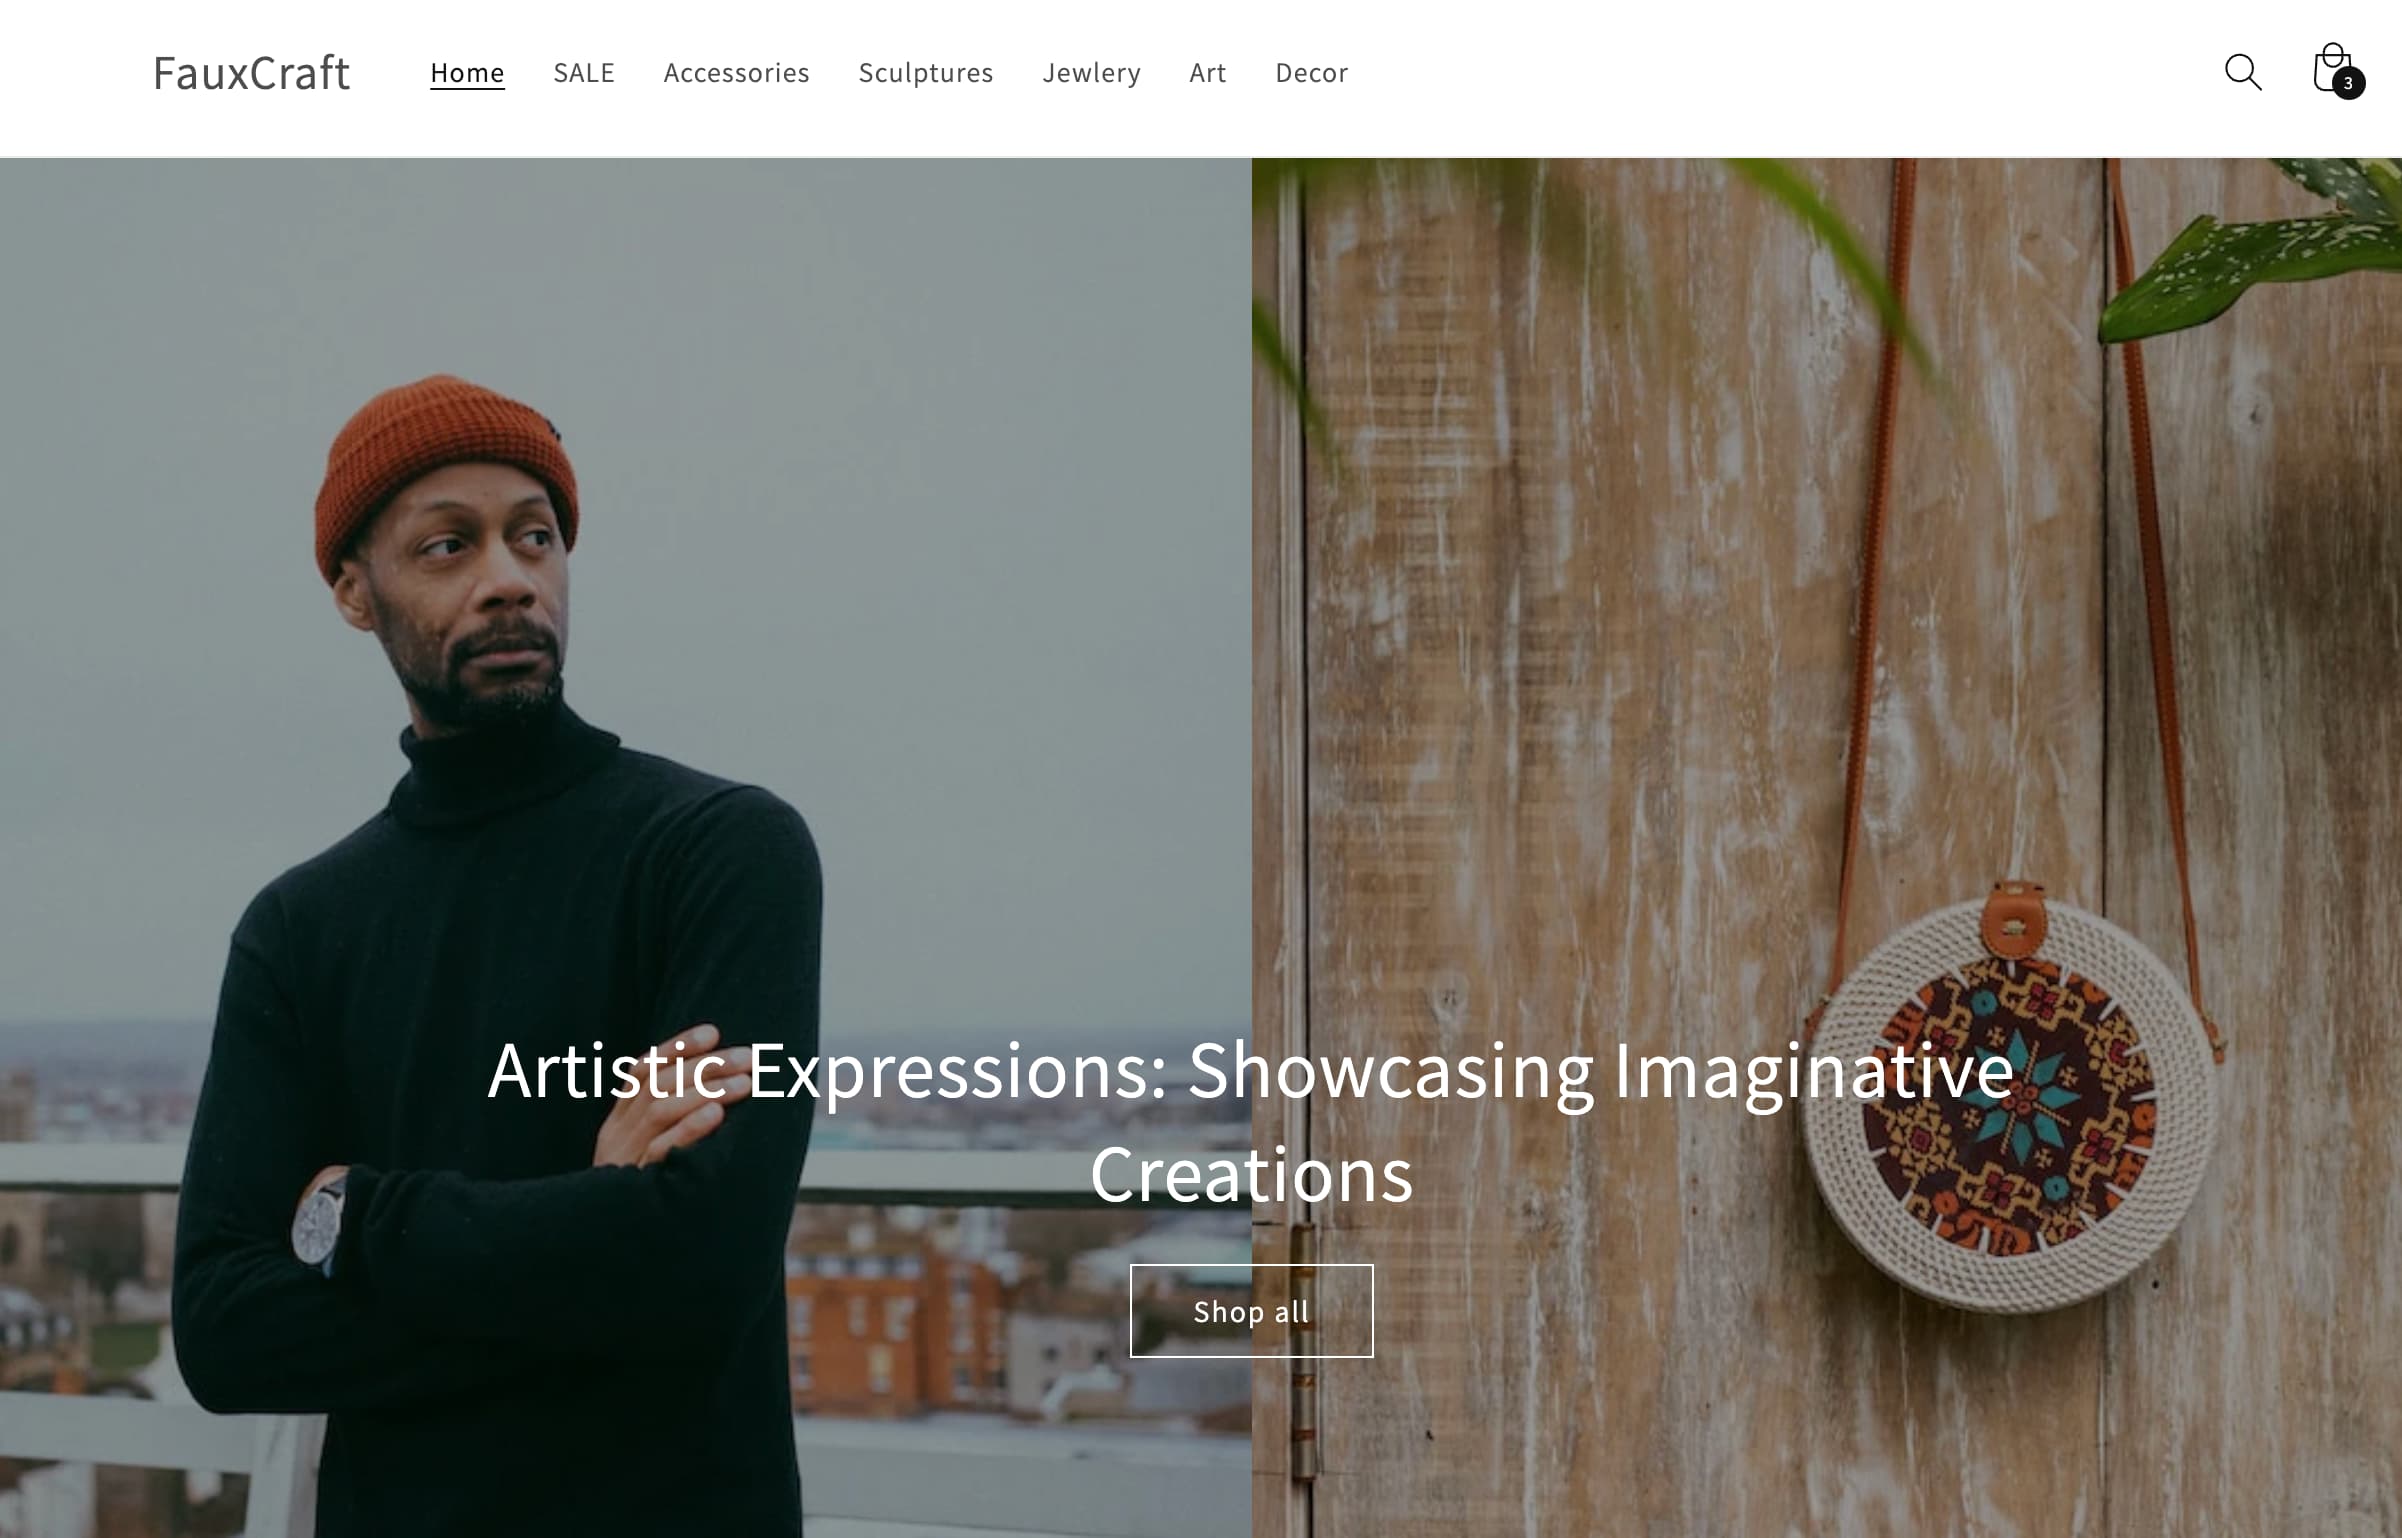 FauxCraft Home SALE Accessories Sculptures Jewlery Art Decor
3
Artistic Expressions: Showcasing Imaginative
Creations
Shop all